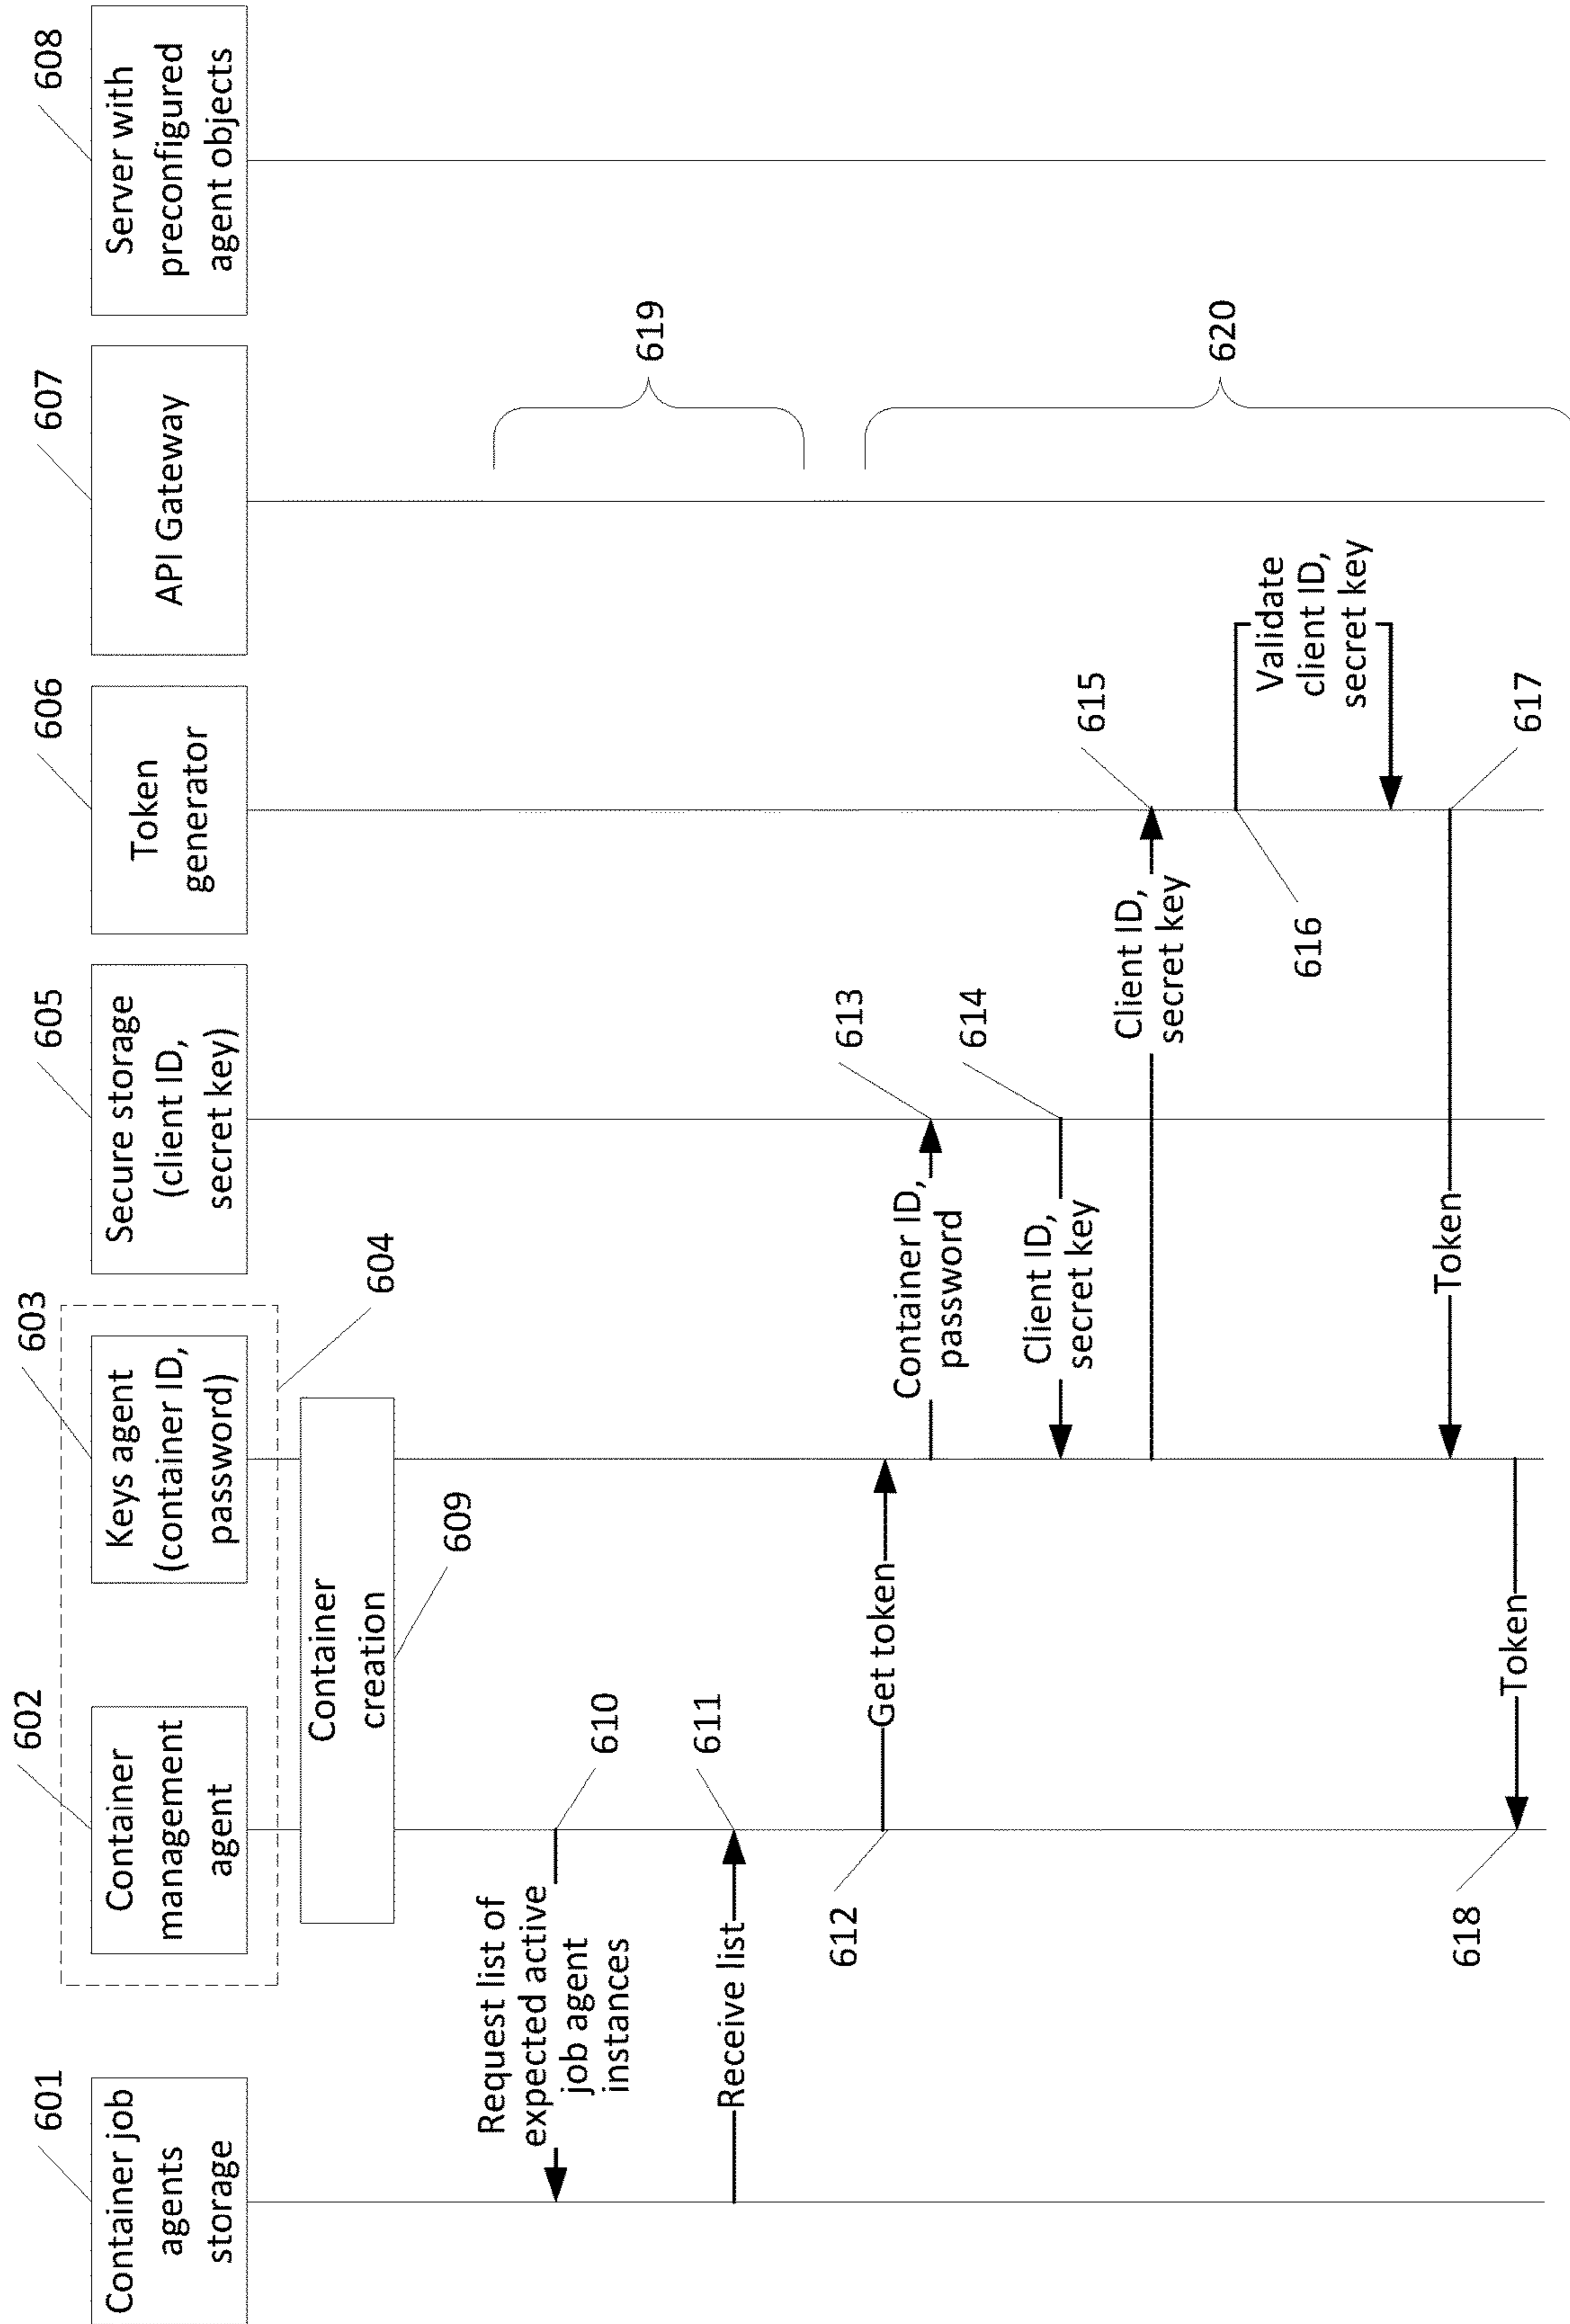 601
Container job
agents
storage
602
Container
management
agent
603
Keys agent
(container ID,
password)
604
605
Secure storage
(client ID,
secret key)
606
Token
generator
607
API Gateway
608
Server with
preconfigured
agent objects
Container
creation
609
Request list of
expected active
job agent
instances
610
619
Receive list
611
Get token
612
620
Container ID,
password
613
Client ID,
secret key
614
Client ID,
secret key
615
616
Validate
client ID,
secret key
Token
617
Token
618